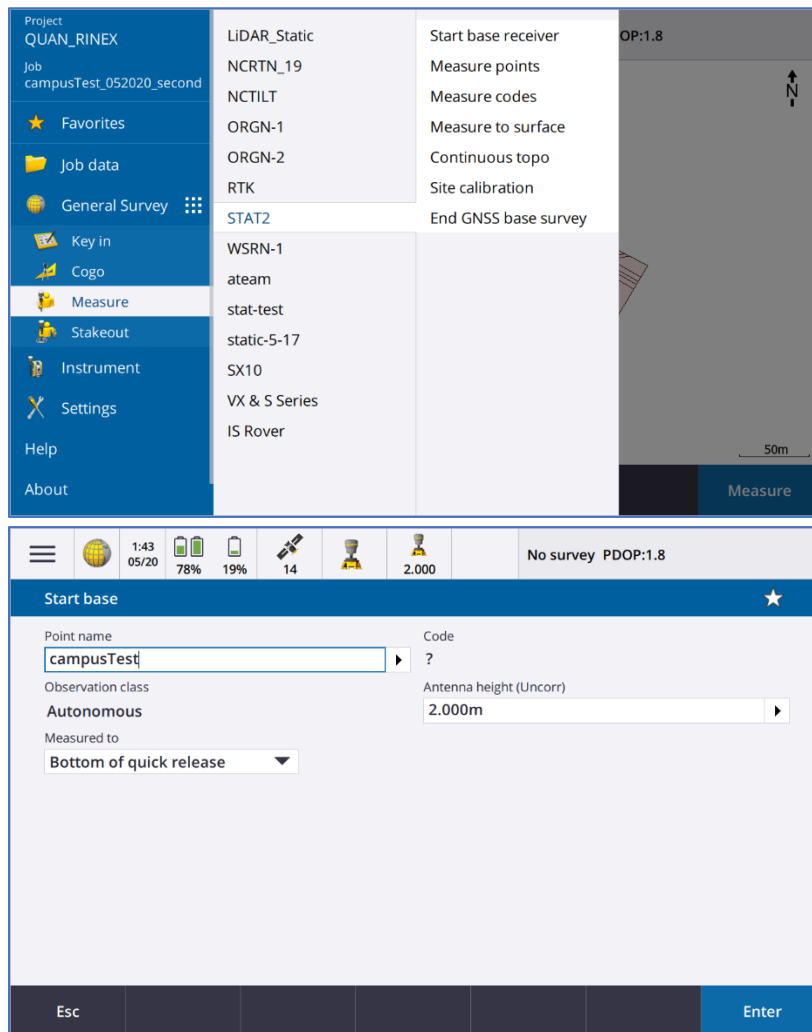 Project
QUAN_RINEX
Job
campusTest_052020_second
Favorites
Job data
General Survey
Key in
Cogo
Measure
Stakeout
Instrument
Settings
Help
About
LiDAR_Static
NCRTN_19
NCTILT
ORGN-1
ORGN-2
RTK
STAT2
WSRN-1
ateam
stat-test
static-5-17
SX10
VX & S Series
IS Rover
Start base receiver
Measure points
Measure codes
Measure to surface
Continuous topo
Site calibration
End GNSS base survey
OP:1.8
N
50m
Measure
1:43
05/20
78%
19%
14
2.000
No survey PDOP:1.8
Start base
Point name
campusTest
Code
?
Observation class
Autonomous
Antenna height (Uncorr)
2.000m
Measured to
Bottom of quick release
Esc
Enter